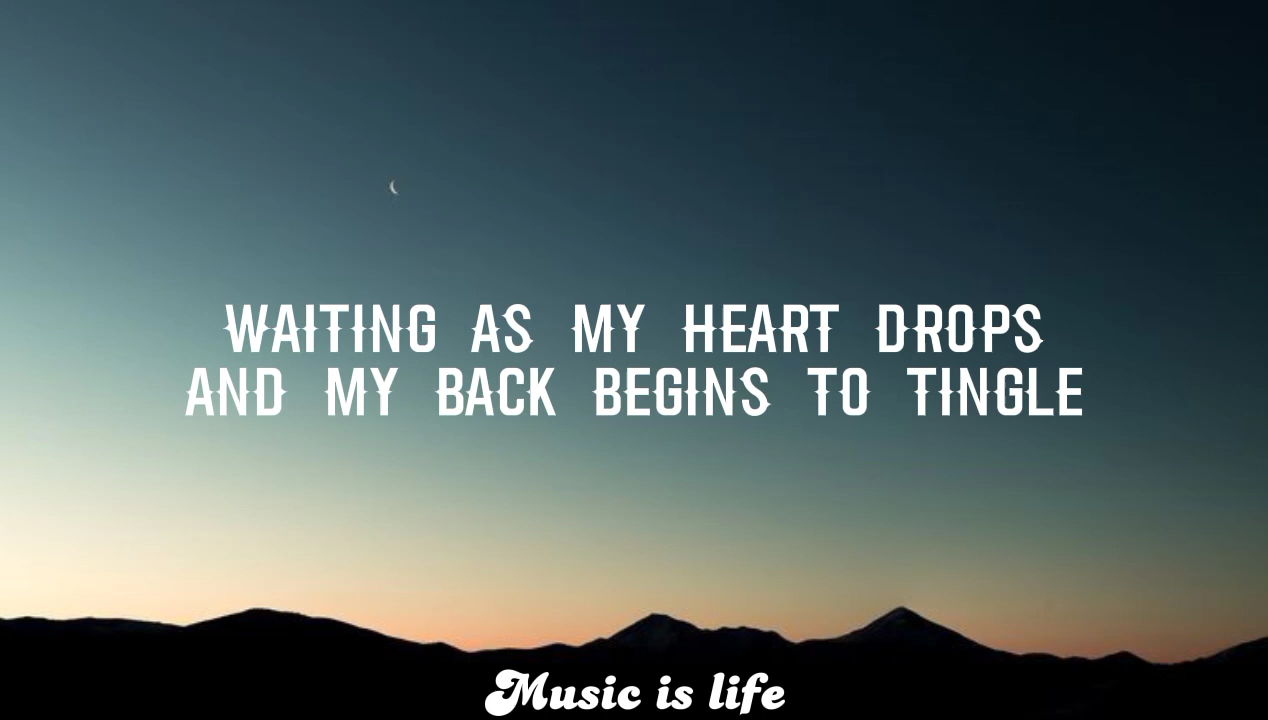 WAITING AS MY HEART DROPS
AND MY BACK BEGINS TO TINGLE
Music is life